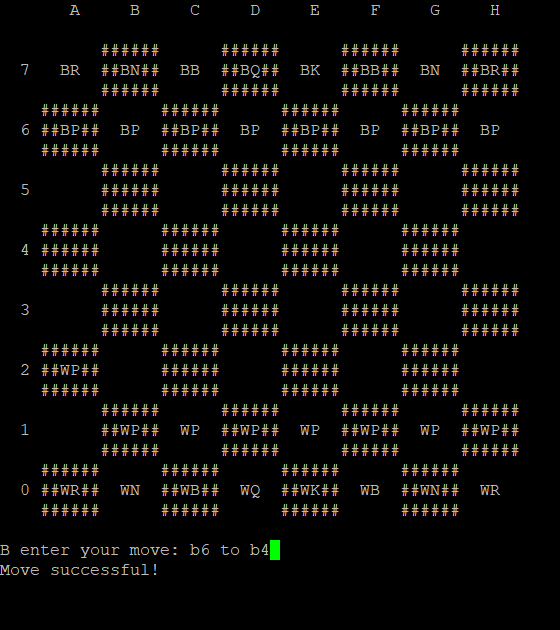 A     B     C     D     E     F     G     H
          ######      ######      ######      ######
  7   BR  ##BN##  BB  ##BQ##  BK  ##BB##  BN  ##BR##
          ######      ######      ######      ######
    ######      ######      ######      ######
  6 ##BP##  BP  ##BP##  BP  ##BP##  BP  ##BP##  BP
    ######      ######      ######      ######
          ######      ######      ######      ######
  5       ######      ######      ######      ######
          ######      ######      ######      ######
    ######      ######      ######      ######
  4 ######      ######      ######      ######
    ######      ######      ######      ######
          ######      ######      ######      ######
  3       ######      ######      ######      ######
          ######      ######      ######      ######
    ######      ######      ######      ######
  2 ##WP##      ######      ######      ######
    ######      ######      ######      ######
          ######      ######      ######      ######
  1       ##WP##  WP  ##WP##  WP  ##WP##  WP  ##WP##
          ######      ######      ######      ######
    ######      ######      ######      ######
  0 ##WR##  WN  ##WB##  WQ  ##WK##  WB  ##WN##  WR
    ######      ######      ######      ######
B enter your move: b6 to b4
Move successful!